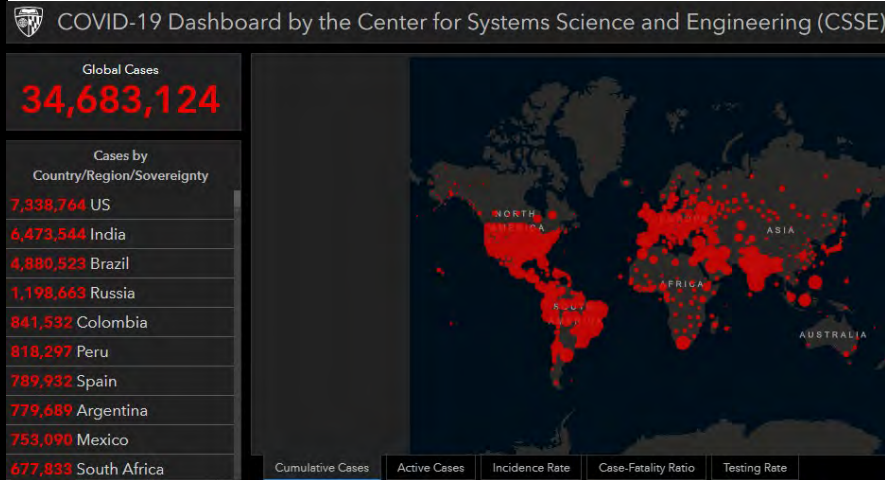 COVID-19 Dashboard by the Center for Systems Science and Engineering (CSSE)
Global Cases
34,683,124
Cases by
Country/Region/Sovereignty
7,338,764 US
6,473,544 India
4,880,523 Brazil
1,198,663 Russia
841,532 Colombia
818,297 Peru
789,932 Spain
779,689 Argentina
753,090 Mexico
677,833 South Africa
NORTH
AMERICA
EUROPE
ASIA
AFRICA
SOUTH
AMERICA
AUSTRALIA
Cumulative Cases
Active Cases
Incidence Rate
Case-Fatality Ratio
Testing Rate